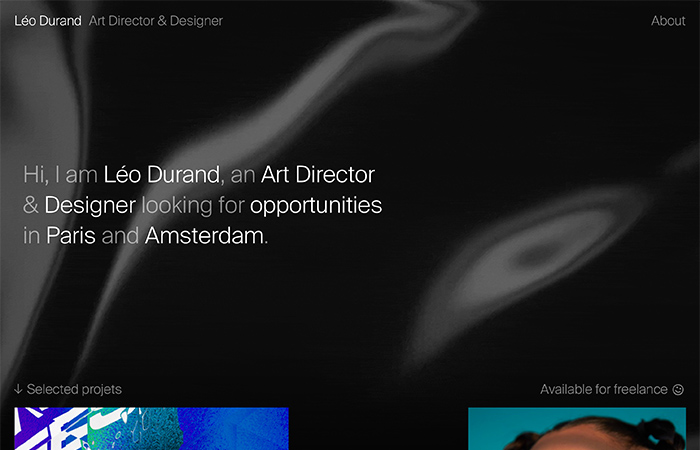 Léo Durand Art Director & Designer
About
Hi, I am Léo Durand, an Art Director
& Designer looking for opportunities
in Paris and Amsterdam.
↓ Selected projets
Available for freelance ☺